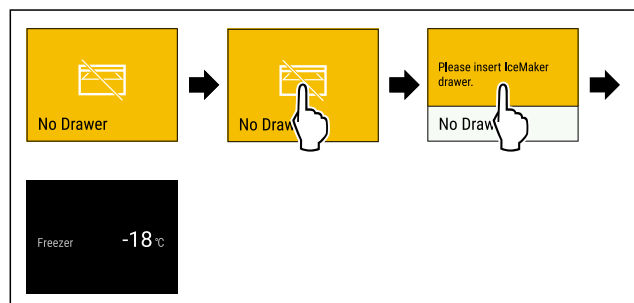 No Drawer
No Draw
Please insert IceMaker
drawer.
No Draw
Freezer
-18 °C